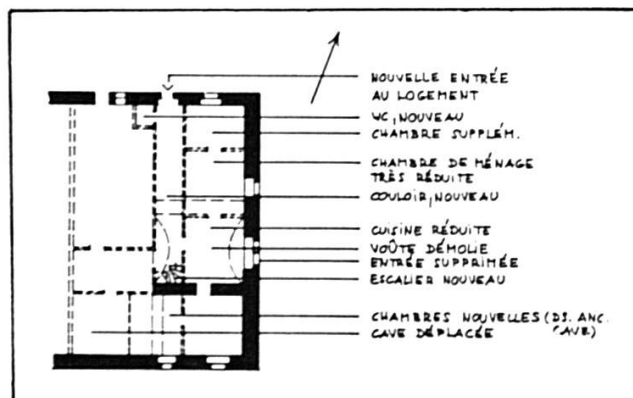 NOUVELLE ENTRÉE
AU LOGEMENT
WC, NOUVEAU
CHAMBRE SUPPLÉM.
CHAMBRE DE MÉNAGE
TRÈS RÉDUITE
COULOIR, NOUVEAU
CUISINE RÉDUITE
VOÛTE DÉMOLIE
ENTRÉE SUPPRIMÉE
ESCALIER NOUVEAU
CHAMBRES NOUVELLES (DS. ANC.
CAVE DÉPLACÉE CAVE)